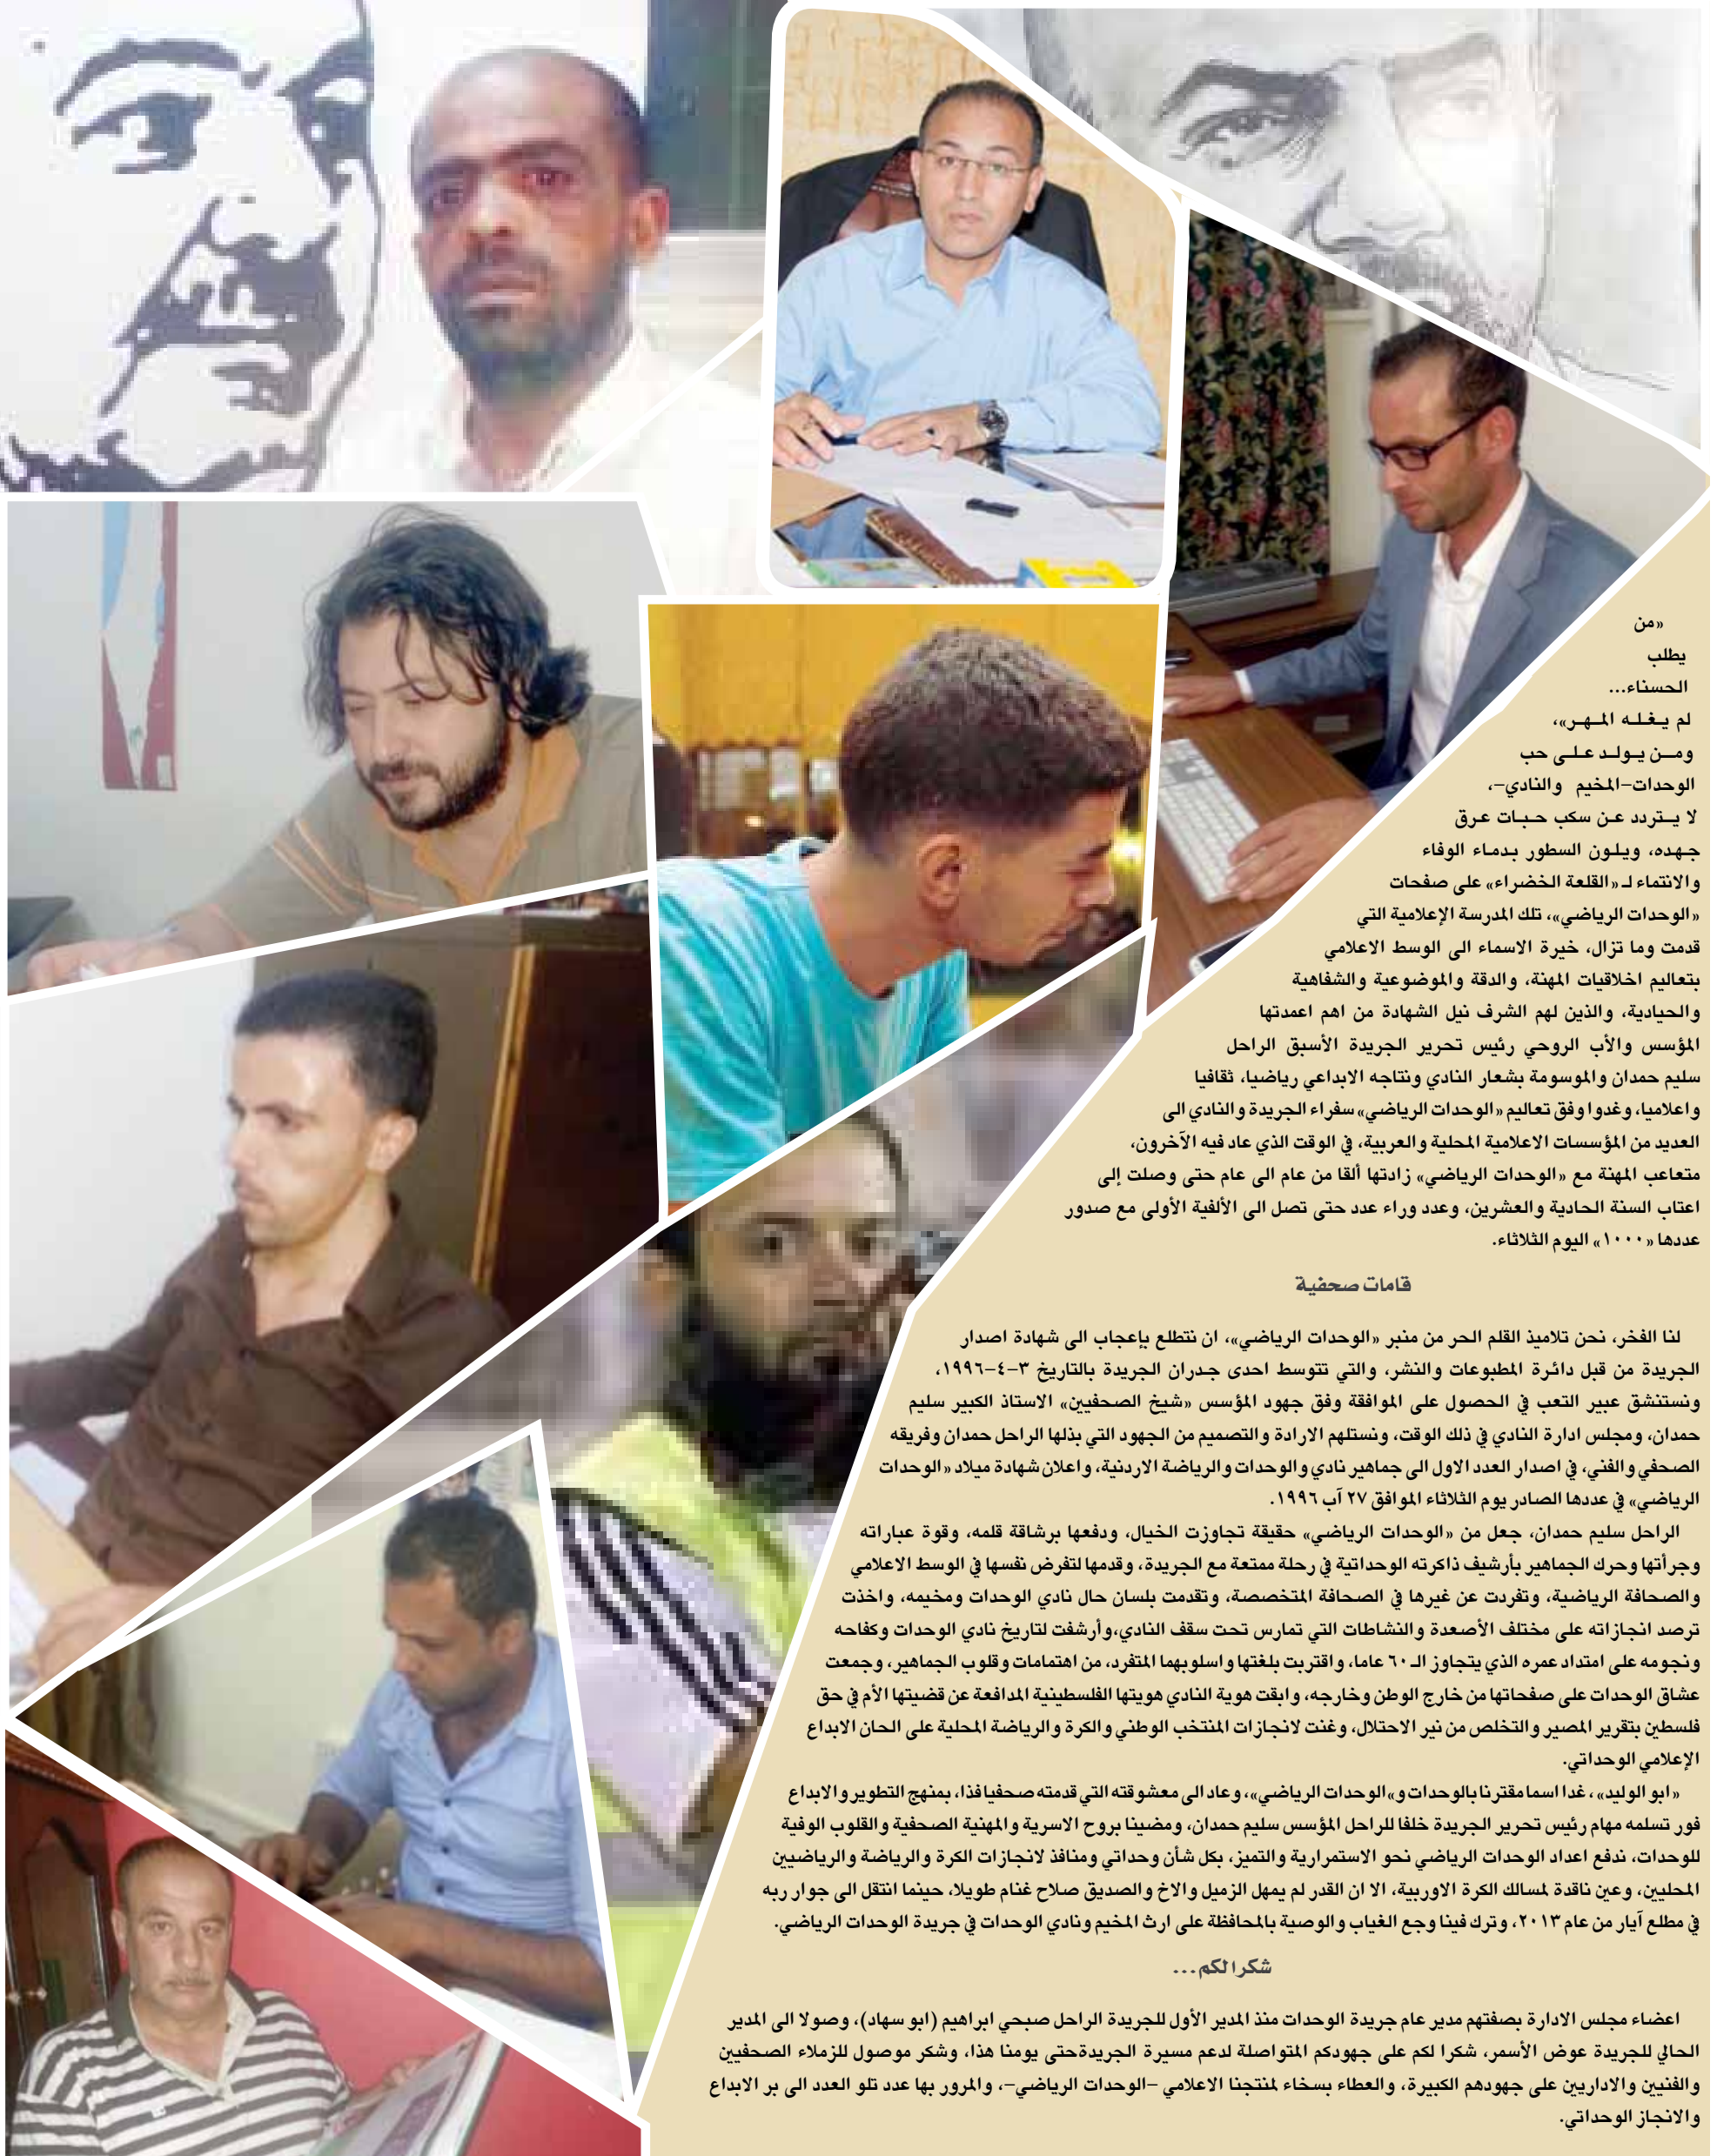 «من
يطلب
الحسناء...
لم يـغـلـه المـهـر»،
ومــن يـولـد عـلـى حب
الوحدات-المخيم والنادي-،
لا يــتردد عـن سكب حـبـات عـرق
جـهـده، ويـلـون السطور بـدمـاء الوفاء
والانتماء لـ «القلعة الخضراء» على صفحات
«الوحدات الرياضي»، تلك المدرسة الإعلامية التي
قدمت وما تزال، خيرة الاسماء الى الوسط الاعلامي
بتعاليم اخلاقيات المهنة، والدقة والموضوعية والشفاهية
والحيادية، والذين لهم الشرف نيل الشهادة من اهم اعمدتها
المؤسس والأب الروحي رئيس تحرير الجريدة الأسبق الراحل
سليم حمدان والموسومة بشعار النادي ونتاجه الابداعي رياضيا، ثقافيا
واعلاميا، وغدوا وفق تعاليم «الوحدات الرياضي» سفراء الجريدة والنادي الى
العديد من المؤسسات الاعلامية المحلية والعربية، في الوقت الذي عاد فيه الآخرون،
متعاعب المهنة مع «الوحدات الرياضي» زادتها ألقا من عام الى عام حتى وصلت إلى
اعتاب السنة الحادية والعشرين، وعدد وراء عدد حتى تصل الى الألفية الأولى مع صدور
عددها «١٠٠٠» اليوم الثلاثاء.
قامات صحفية
لنا الفخر، نحن تلاميذ القلم الحر من منبر «الوحدات الرياضي»، ان نتطلع بإعجاب الى شهادة اصدار
الجريدة من قبل دائرة المطبوعات والنشر، والتي تتوسط احدى جـدران الجريدة بالتاريخ ٣-٤-١٩٩٦،
ونستنشق عبير التعب في الحصول على الموافقة وفق جهود المؤسس «شيخ الصحفيين» الاستاذ الكبير سليم
حمدان، ومجلس ادارة النادي في ذلك الوقت، ونستلهم الارادة والتصميم من الجهود التي بذلها الراحل حمدان وفريقه
الصحفي والفني، في اصدار العدد الاول الى جماهير نادي والوحدات والرياضة الاردنية، واعلان شهادة ميلاد «الوحدات
الرياضي» في عددها الصادر يوم الثلاثاء الموافق ٢٧ آب ١٩٩٦.
الراحل سليم حمدان، جعل من «الوحدات الرياضي» حقيقة تجاوزت الخيال، ودفعها برشاقة قلمه، وقوة عباراته
وجرأتها وحرك الجماهير بأرشيف ذاكرته الوحداتية في رحلة ممتعة مع الجريدة، وقدمها لتفرض نفسها في الوسط الاعلامي
والصحافة الرياضية، وتفردت عن غيرها في الصحافة المتخصصة، وتقدمت بلسان حال نادي الوحدات ومخيمه، واخذت
ترصد انجازاته على مختلف الأصعدة والنشاطات التي تمارس تحت سقف النادي،وأرشفت لتاريخ نادي الوحدات وكفاحه
ونجومه على امتداد عمره الذي يتجاوز الـ ٦٠ عاما، واقتربت بلغتها واسلوبهما المتفرد، من اهتمامات وقلوب الجماهير، وجمعت
عشاق الوحدات على صفحاتها من خارج الوطن وخارجه، وابقت هوية النادي هويتها الفلسطينية المدافعة عن قضيتها الأم في حق
فلسطين بتقرير المصير والتخلص من نير الاحتلال، وغنت لانجازات المنتخب الوطني والكرة والرياضة المحلية على الحان الابداع
الإعلامي الوحداتي.
«ابو الوليد»، غدا اسما مقترنا بالوحدات و»الوحدات الرياضي»، وعاد الى معشوقته التي قدمته صحفيا فذا، بمنهج التطوير والابداع
فور تسلمه مهام رئيس تحرير الجريدة خلفا للراحل المؤسس سليم حمدان، ومضينا بروح الاسرية والمهنية الصحفية والقلوب الوفية
للوحدات، ندفع اعداد الوحدات الرياضي نحو الاستمرارية والتميز، بكل شأن وحداتي ومنافذ لانجازات الكرة والرياضة والرياضيين
المحليين، وعين ناقدة لمسالك الكرة الاوربية، الا ان القدر لم يمهل الزميل والاخ والصديق صلاح غنام طويلا، حينما انتقل الى جوار ربه
في مطلع آيار من عام ٢٠١٣، وترك فينا وجع الغياب والوصية بالمحافظة على ارث المخيم ونادي الوحدات في جريدة الوحدات الرياضي.
شكرا لكم...
اعضاء مجلس الادارة بصفتهم مدير عام جريدة الوحدات منذ المدير الأول للجريدة الراحل صبحي ابراهيم (ابو سهاد)، وصولا الى المدير
الحالي للجريدة عوض الأسمر، شكرا لكم على جهودكم المتواصلة لدعم مسيرة الجريدةحتى يومنا هذا، وشكر موصول للزملاء الصحفيين
والفنيين والاداريين على جهودهم الكبيرة، والعطاء بسخاء لمنتجنا الاعلامي -الوحدات الرياضي-، والمرور بها عدد تلو العدد الى بر الابداع
والانجاز الوحداتي.